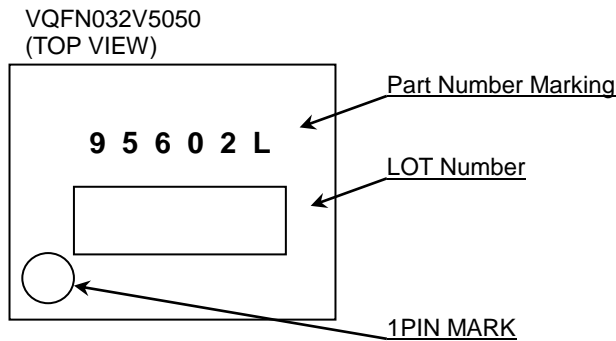 VQFN032V5050
(TOP VIEW)
Part Number Marking
9 5 6 0 2 L
LOT Number
1PIN MARK